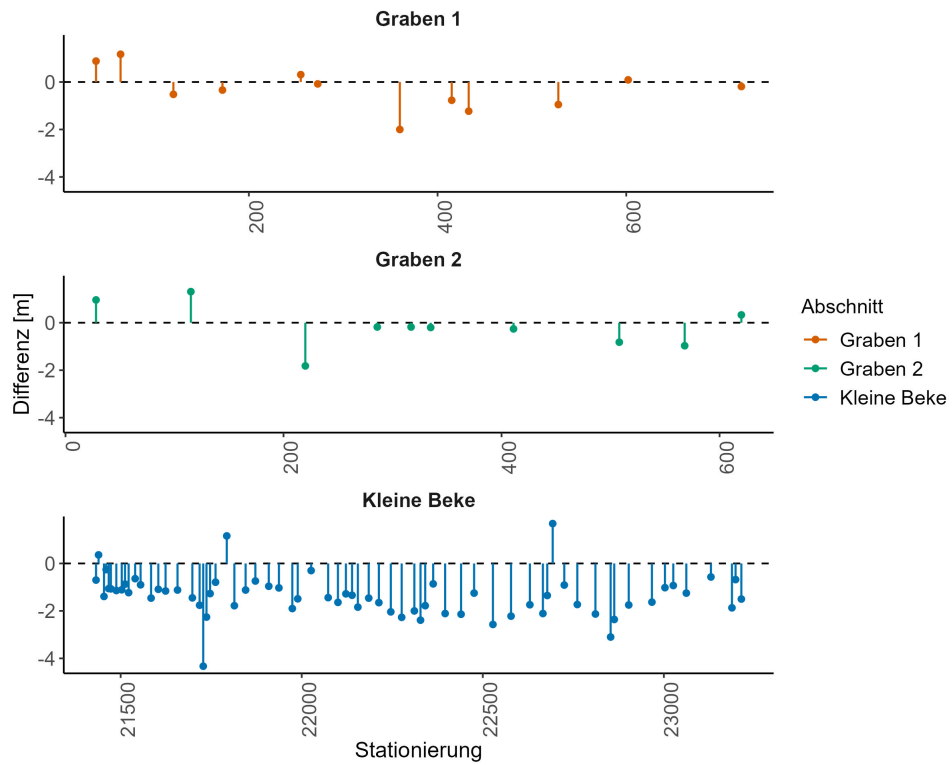 Graben 1
0
-2
-4
200
400
600
Graben 2
0
-2
-4
0
200
400
600
Kleine Beke
0
-2
-4
21500
22000
22500
23000
Differenz [m]
Stationierung
Abschnitt
Graben 1
Graben 2
Kleine Beke